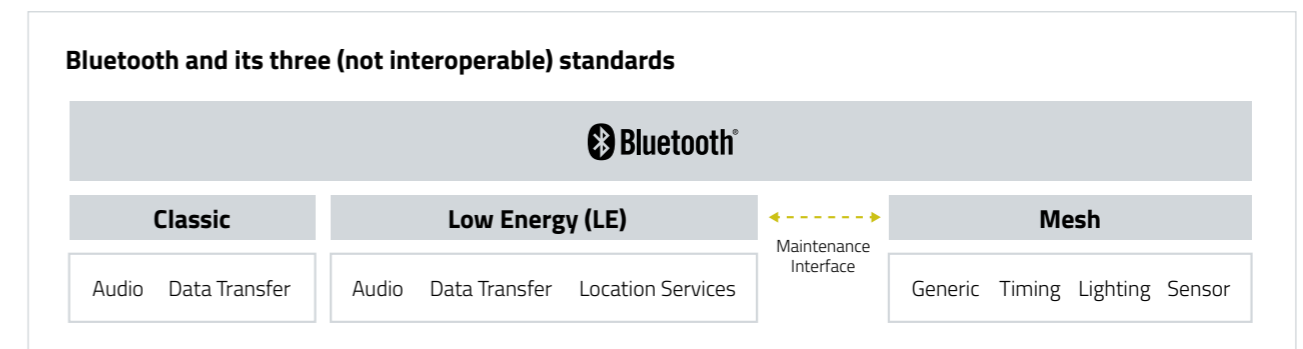 Bluetooth and its three (not interoperable) standards
Bluetooth®
Classic
Low Energy (LE)
Mesh
Maintenance
Interface
Audio Data Transfer
Audio Data Transfer Location Services
Generic Timing Lighting Sensor